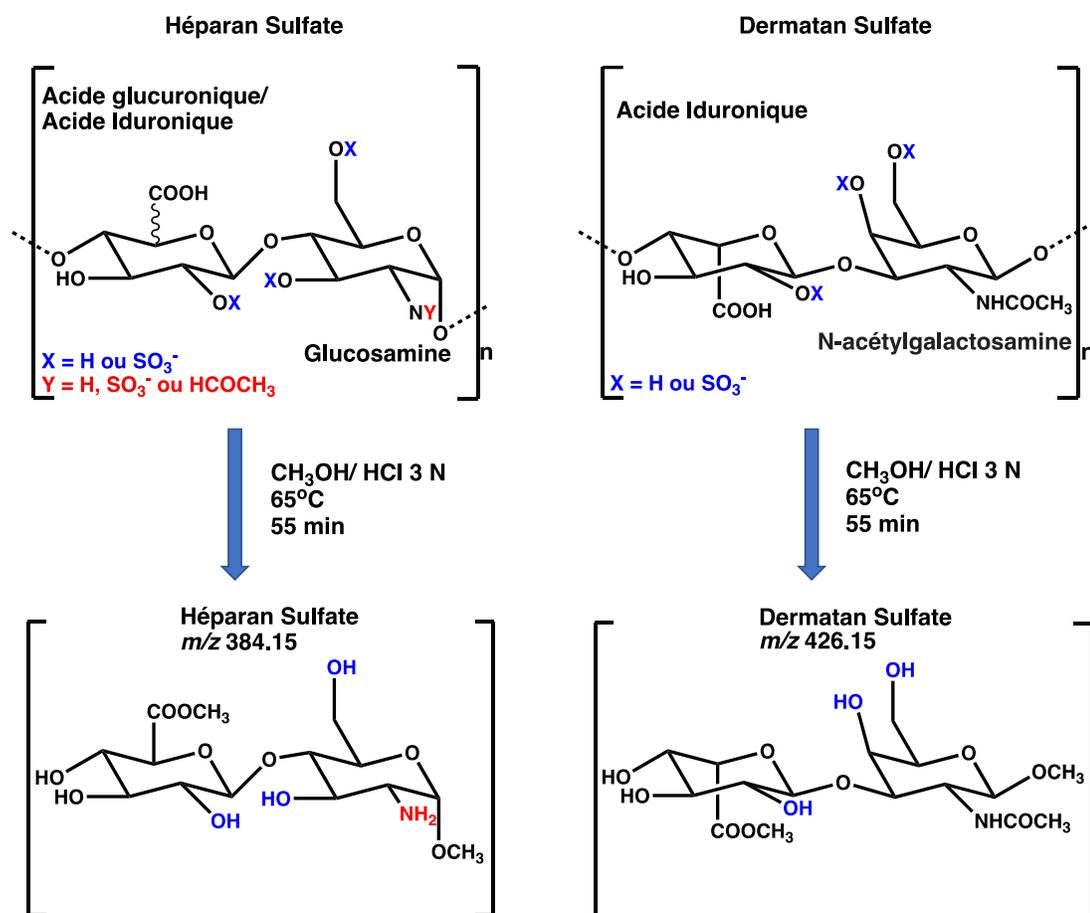 Héparan Sulfate
Acide glucuronique/
Acide Iduronique
OX
COOH
O
O
O
O
HO
XO
OX
NY
O
Glucosamine
n
X = H ou SO₃⁻
Y = H, SO₃⁻ ou HCOCH₃
CH₃OH/ HCl 3 N
65°C
55 min
Héparan Sulfate
m/z 384.15
OH
COOCH₃
O
O
O
HO
HO
HO
NH₂
OH
OCH₃
Dermatan Sulfate
Acide Iduronique
OX
XO
O
O
O
O
O
HO
OX
COOH
NHCOCH₃
N-acétylgalactosamine
n
X = H ou SO₃⁻
CH₃OH/ HCl 3 N
65°C
55 min
Dermatan Sulfate
m/z 426.15
OH
HO
O
O
OCH₃
HO
O
HO
OH
COOCH₃
NHCOCH₃